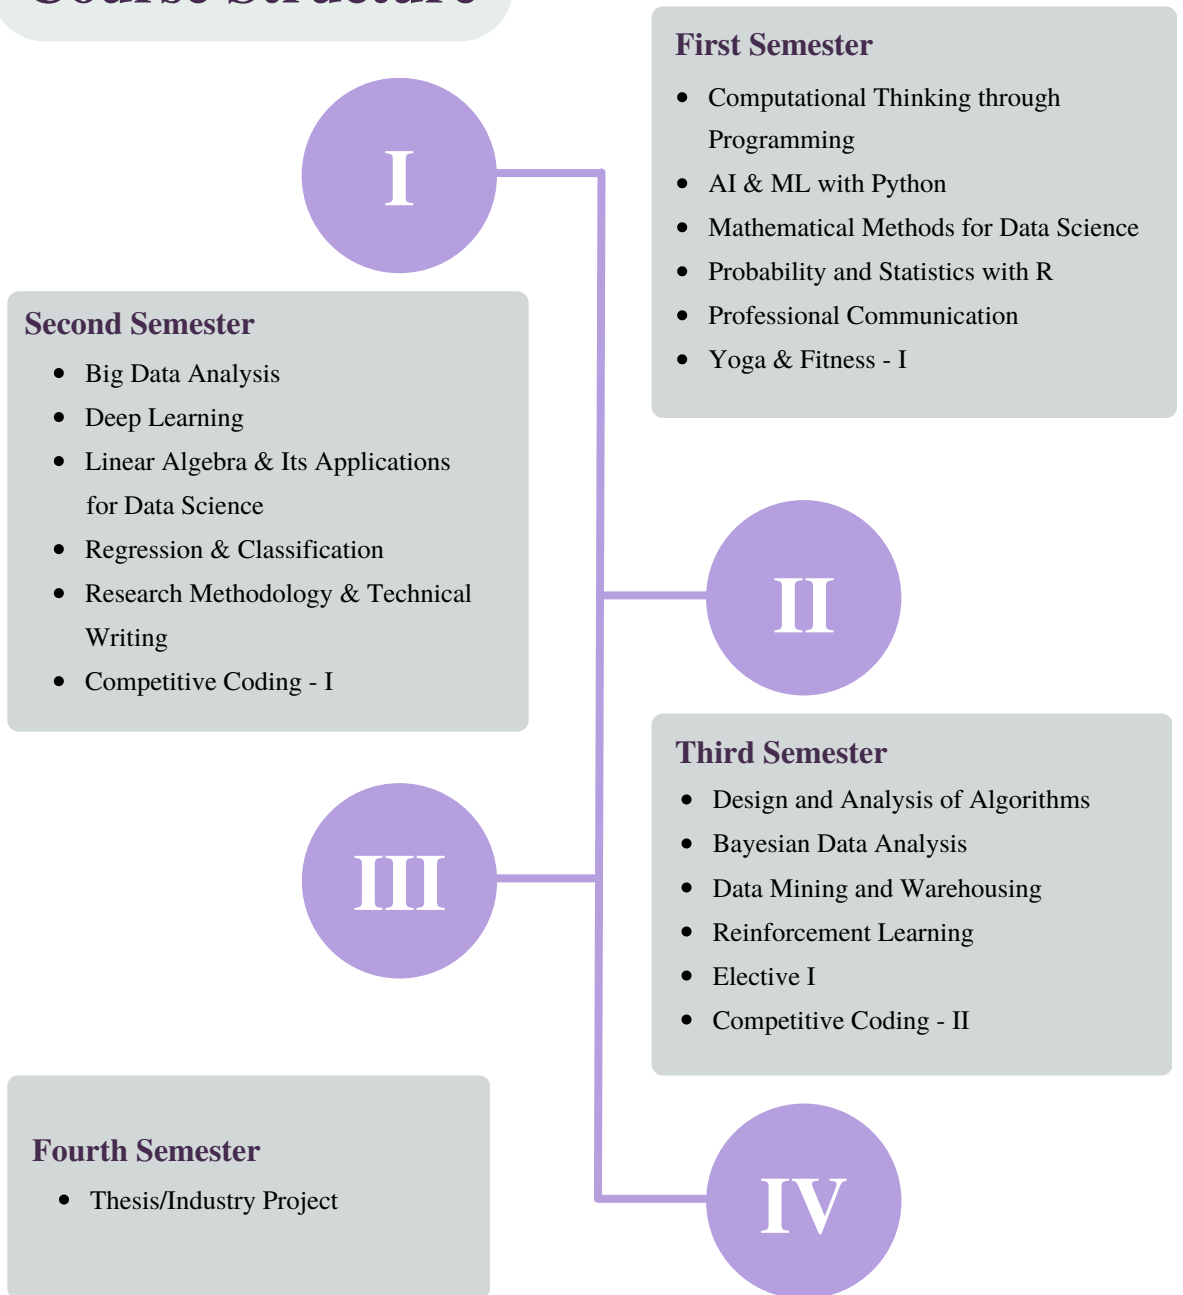 Course Structure
I
First Semester
• Computational Thinking through
Programming
• AI & ML with Python
• Mathematical Methods for Data Science
• Probability and Statistics with R
• Professional Communication
• Yoga & Fitness - I
II
Second Semester
• Big Data Analysis
• Deep Learning
• Linear Algebra & Its Applications
for Data Science
• Regression & Classification
• Research Methodology & Technical
Writing
• Competitive Coding - I
III
Third Semester
• Design and Analysis of Algorithms
• Bayesian Data Analysis
• Data Mining and Warehousing
• Reinforcement Learning
• Elective I
• Competitive Coding - II
IV
Fourth Semester
• Thesis/Industry Project